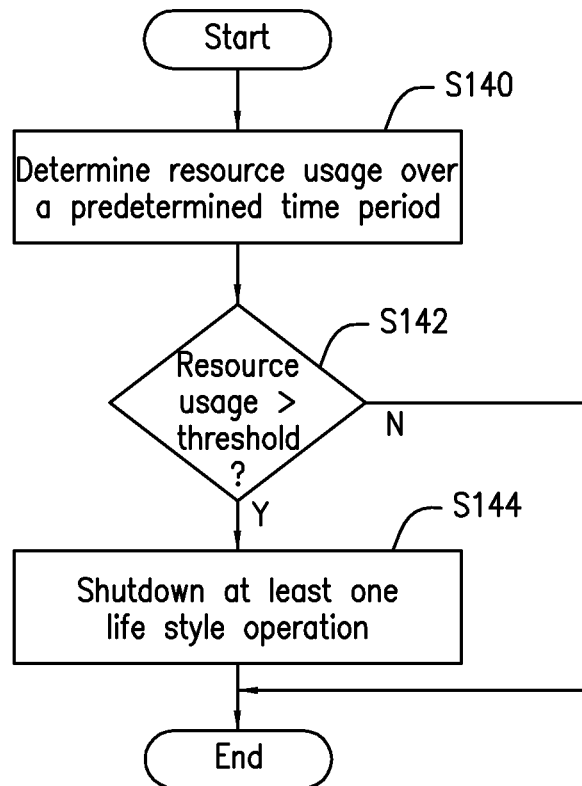 Start
S140
Determine resource usage over
a predetermined time period
S142
Resource
usage >
threshold
?
N
Y
S144
Shutdown at least one
life style operation
End